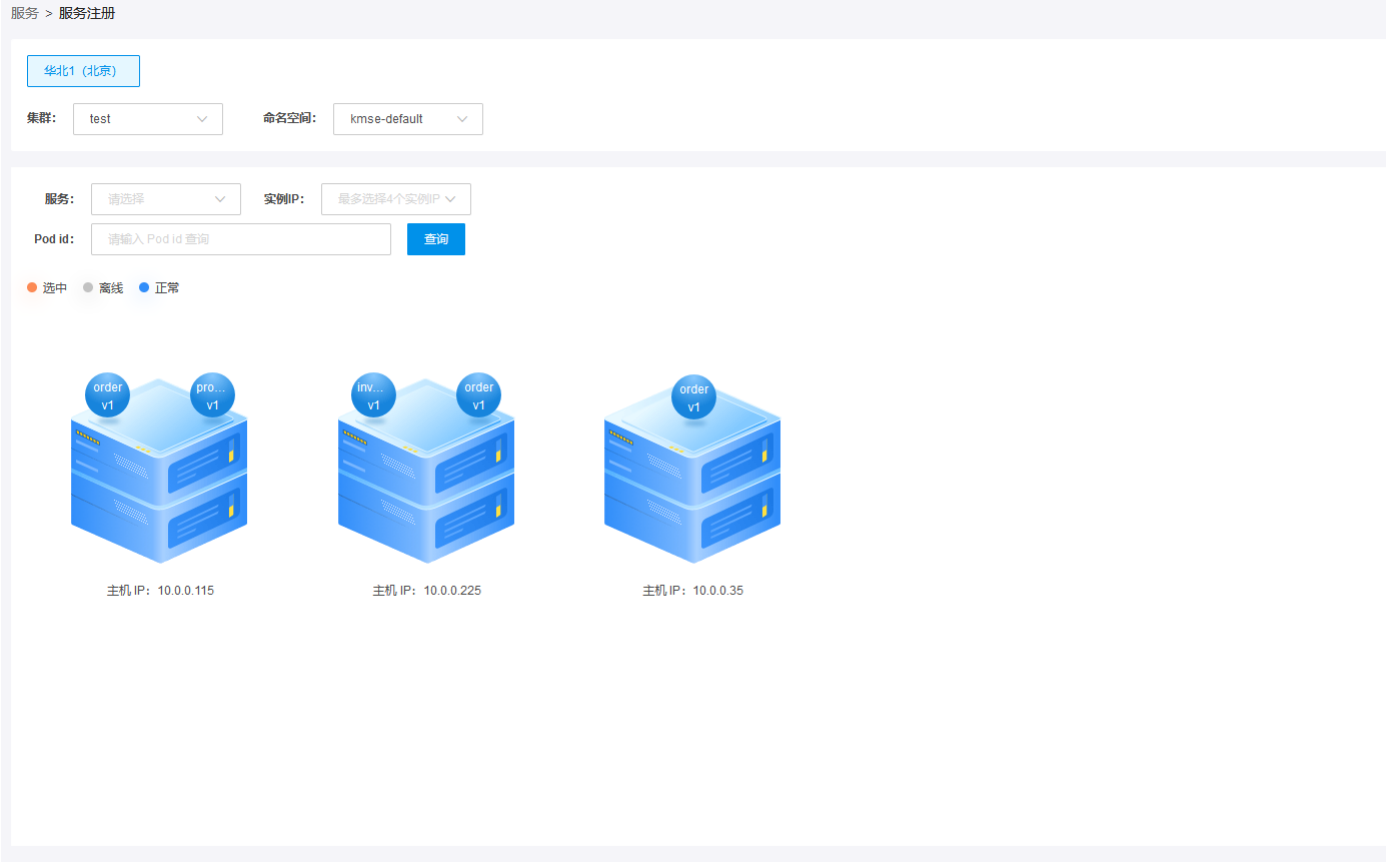 服务 > 服务注册
华北1（北京）
集群： test 命名空间： kmse-default
服务： 请选择 实例IP： 最多选择4个实例IP
Pod id： 请输入 Pod id 查询 查询
选中 离线 正常
order v1
pro... v1
inv... v1
order v1
order v1
主机 IP：10.0.0.115
主机 IP：10.0.0.225
主机 IP：10.0.0.35